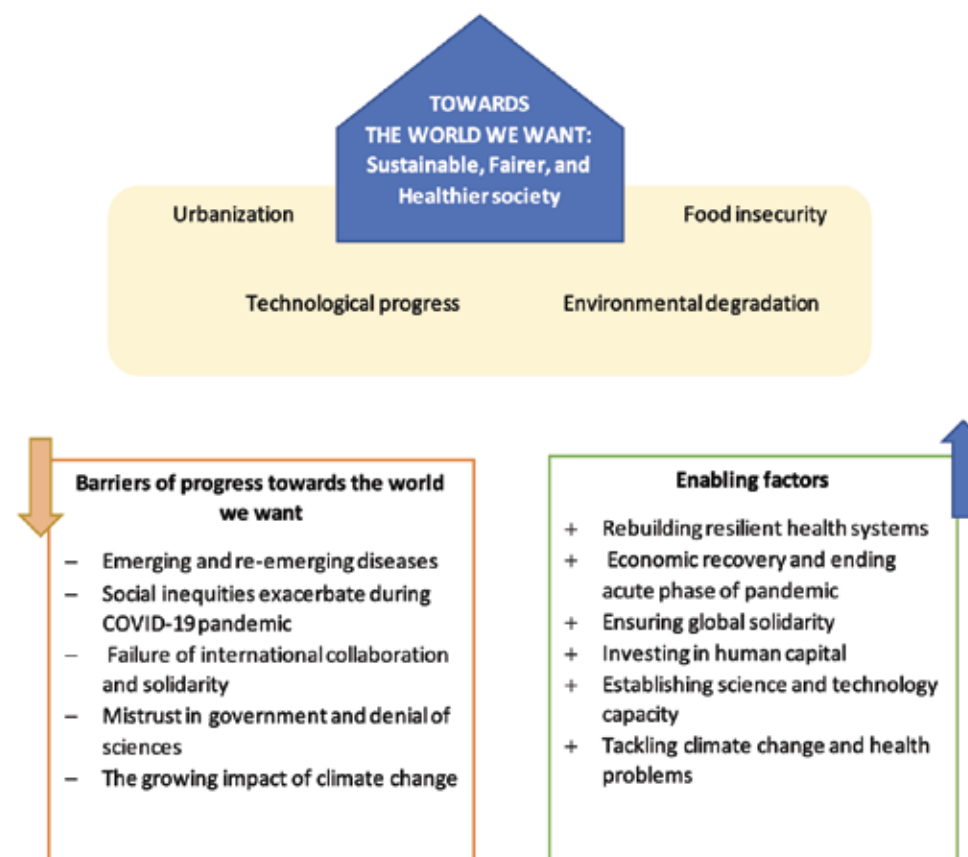 TOWARDS
THE WORLD WE WANT:
Sustainable, Fairer, and
Healthier society
Urbanization
Food insecurity
Technological progress
Environmental degradation
Barriers of progress towards the world
we want
– Emerging and re-emerging diseases
– Social inequities exacerbate during
COVID-19 pandemic
– Failure of international collaboration
and solidarity
– Mistrust in government and denial of
sciences
– The growing impact of climate change
Enabling factors
+ Rebuilding resilient health systems
+ Economic recovery and ending
acute phase of pandemic
+ Ensuring global solidarity
+ Investing in human capital
+ Establishing science and technology
capacity
+ Tackling climate change and health
problems